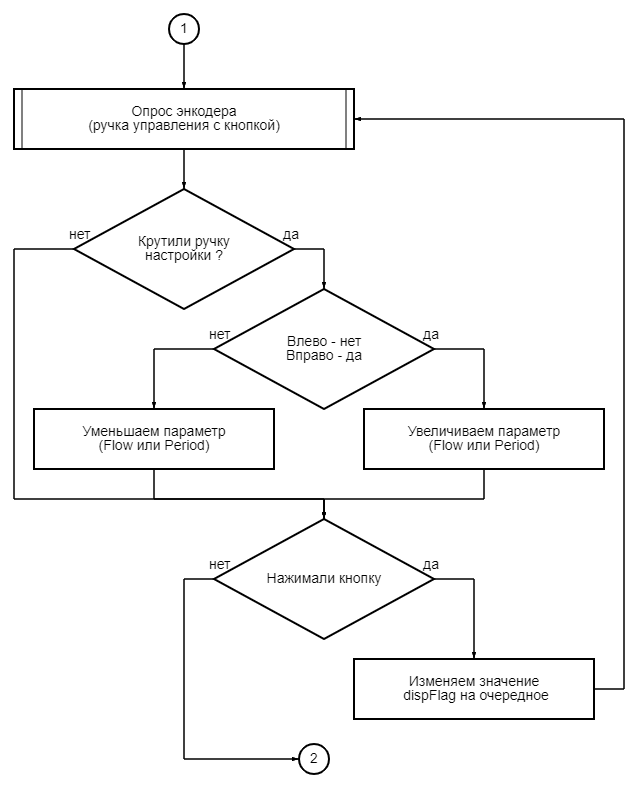 1
Опрос энкодера
(ручка управления с кнопкой)
нет
да
Крутили ручку
настройки ?
нет
да
Влево - нет
Вправо - да
Уменьшаем параметр
(Flow или Period)
Увеличиваем параметр
(Flow или Period)
нет
да
Нажимали кнопку
Изменяем значение
dispFlag на очередное
2